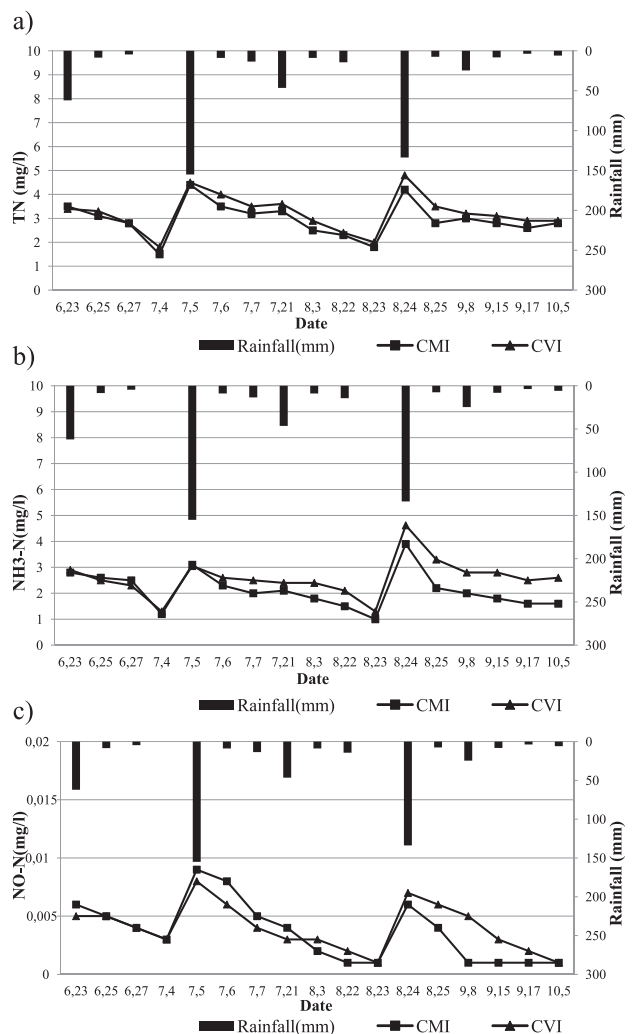 a)
10
9
8
7
6
5
4
3
2
1
0
TN (mg/l)
0
50
100
150
200
250
300
Rainfall (mm)
6,23 6,25 6,27 7,4 7,5 7,6 7,7 7,21 8,3 8,22 8,23 8,24 8,25 9,8 9,15 9,17 10,5
Date
Rainfall(mm) CMI CVI
b)
10
9
8
7
6
5
4
3
2
1
0
NH3-N(mg/l)
0
50
100
150
200
250
300
Rainfall (mm)
6,23 6,25 6,27 7,4 7,5 7,6 7,7 7,21 8,3 8,22 8,23 8,24 8,25 9,8 9,15 9,17 10,5
Date
Rainfall(mm) CMI CVI
c)
0,02
0,015
0,01
0,005
0
NO-N(mg/l)
0
50
100
150
200
250
300
Rainfall (mm)
6,23 6,25 6,27 7,4 7,5 7,6 7,7 7,21 8,3 8,22 8,23 8,24 8,25 9,8 9,15 9,17 10,5
Date
Rainfall(mm) CMI CVI